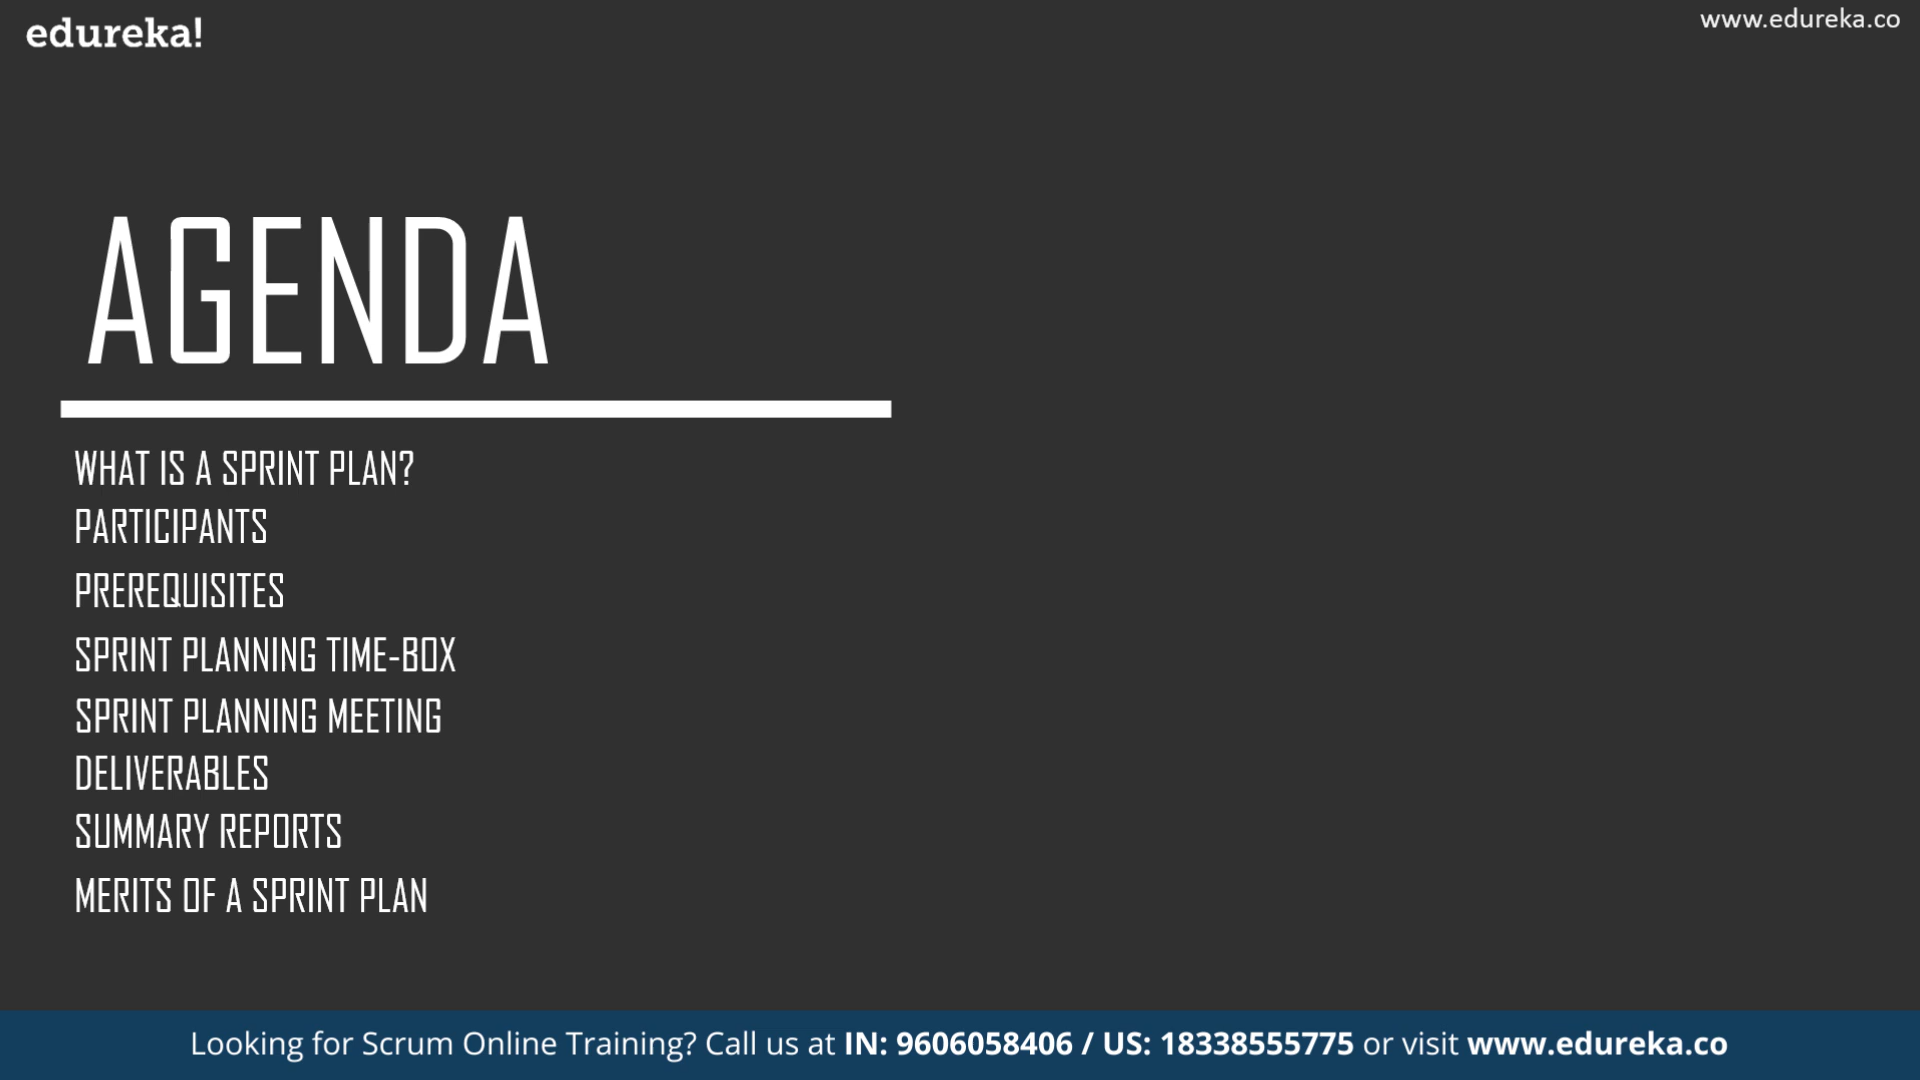 edureka!
www.edureka.co
AGENDA
WHAT IS A SPRINT PLAN?
PARTICIPANTS
PREREQUISITES
SPRINT PLANNING TIME-BOX
SPRINT PLANNING MEETING
DELIVERABLES
SUMMARY REPORTS
MERITS OF A SPRINT PLAN
Looking for Scrum Online Training? Call us at IN: 9606058406 / US: 18338555775 or visit www.edureka.co